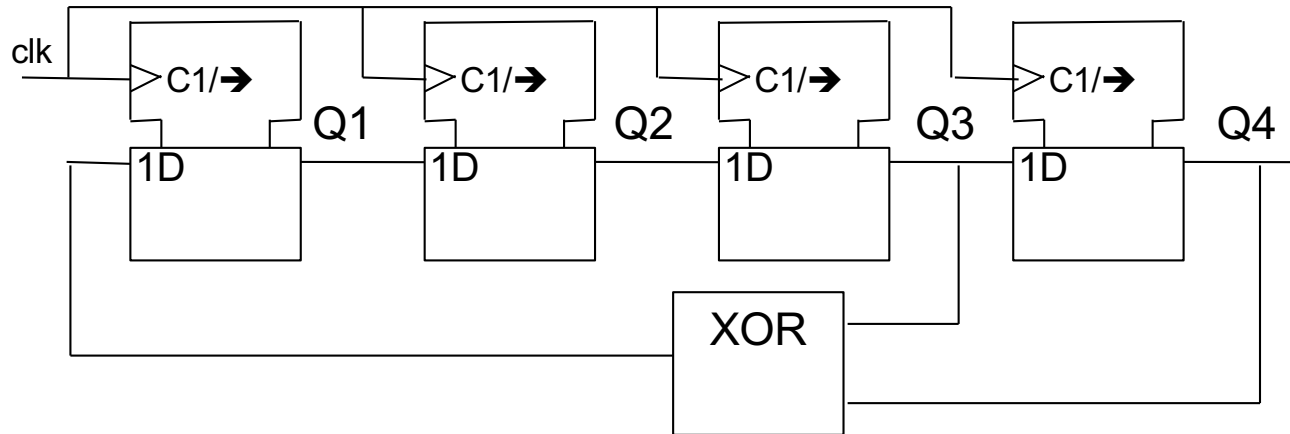 clk
C1/➔ C1/➔ C1/➔ C1/➔
Q1 Q2 Q3 Q4
1D 1D 1D 1D
XOR